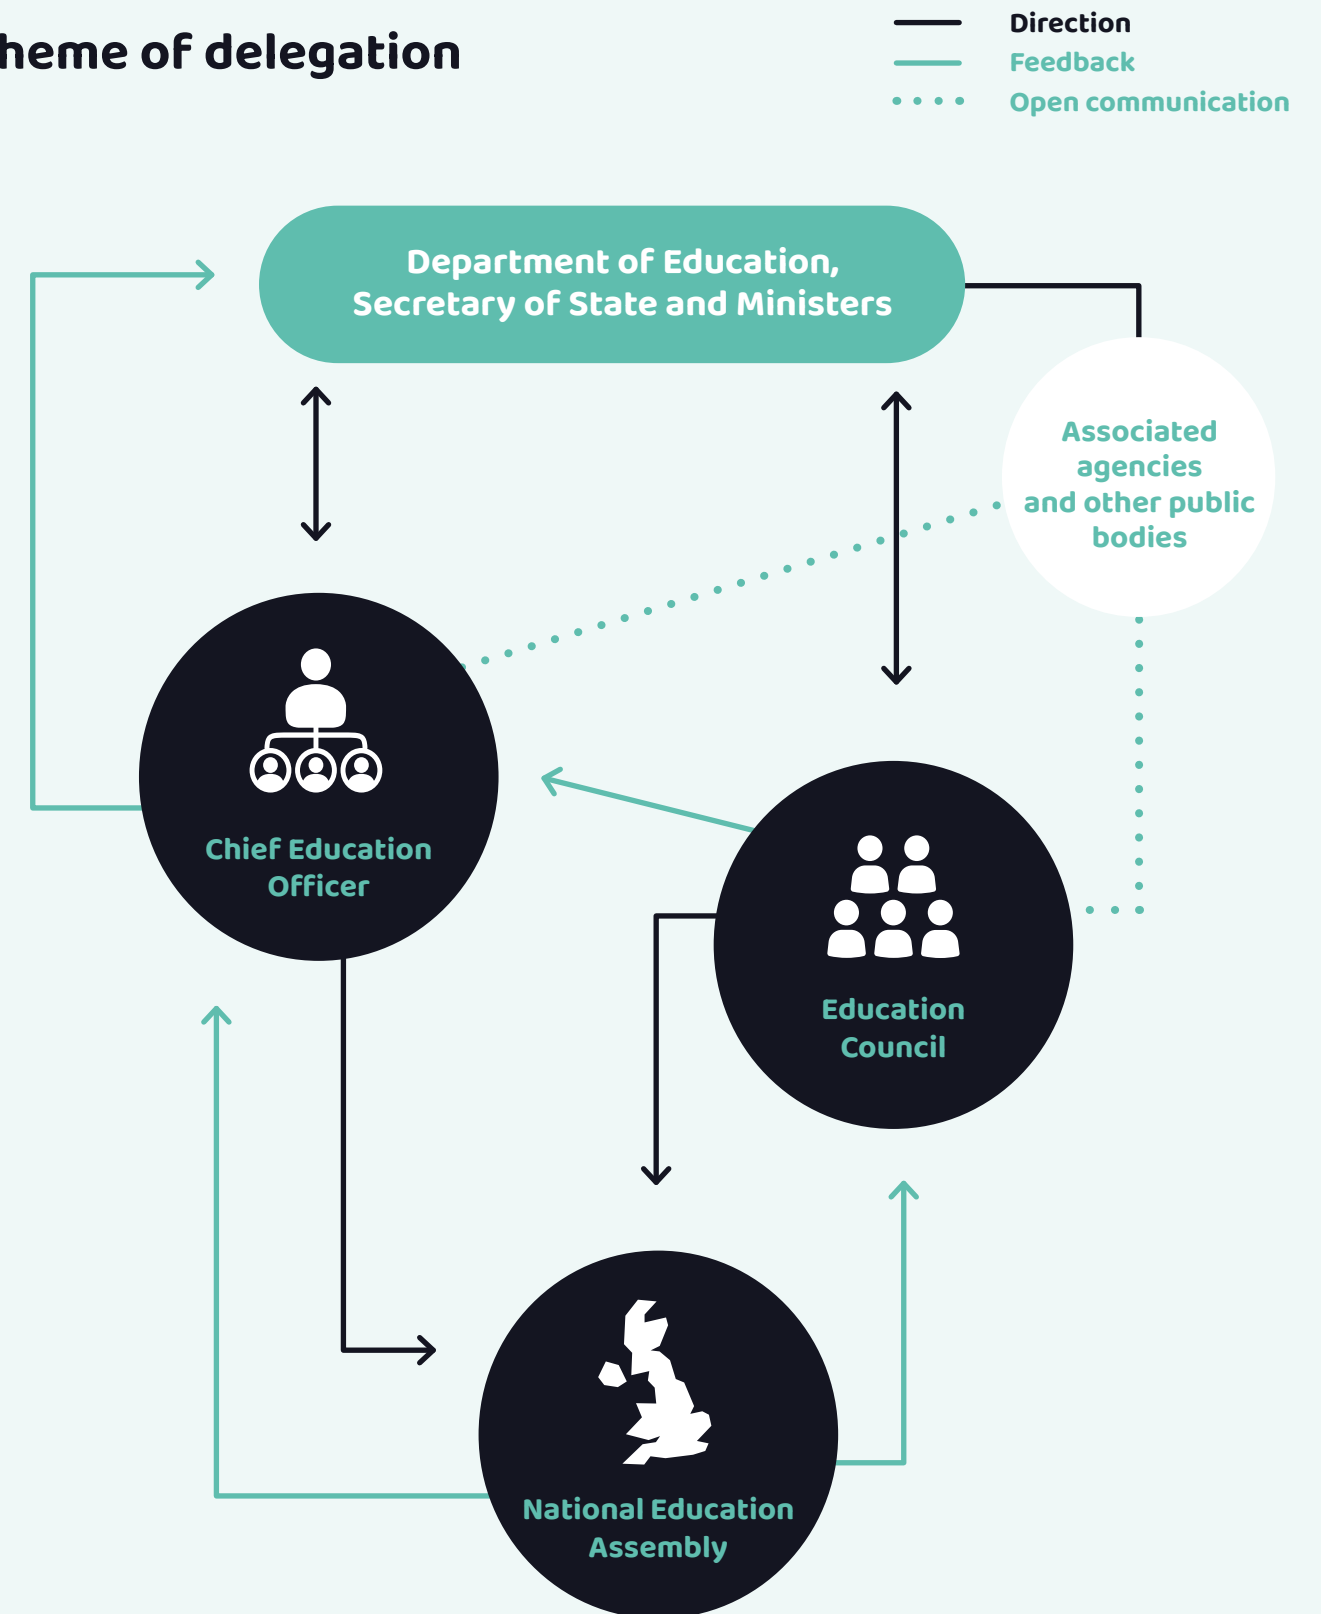 heme of delegation
Direction
Feedback
Open communication
Department of Education,
Secretary of State and Ministers
Associated
agencies
and other public
bodies
Chief Education
Officer
Education
Council
National Education
Assembly